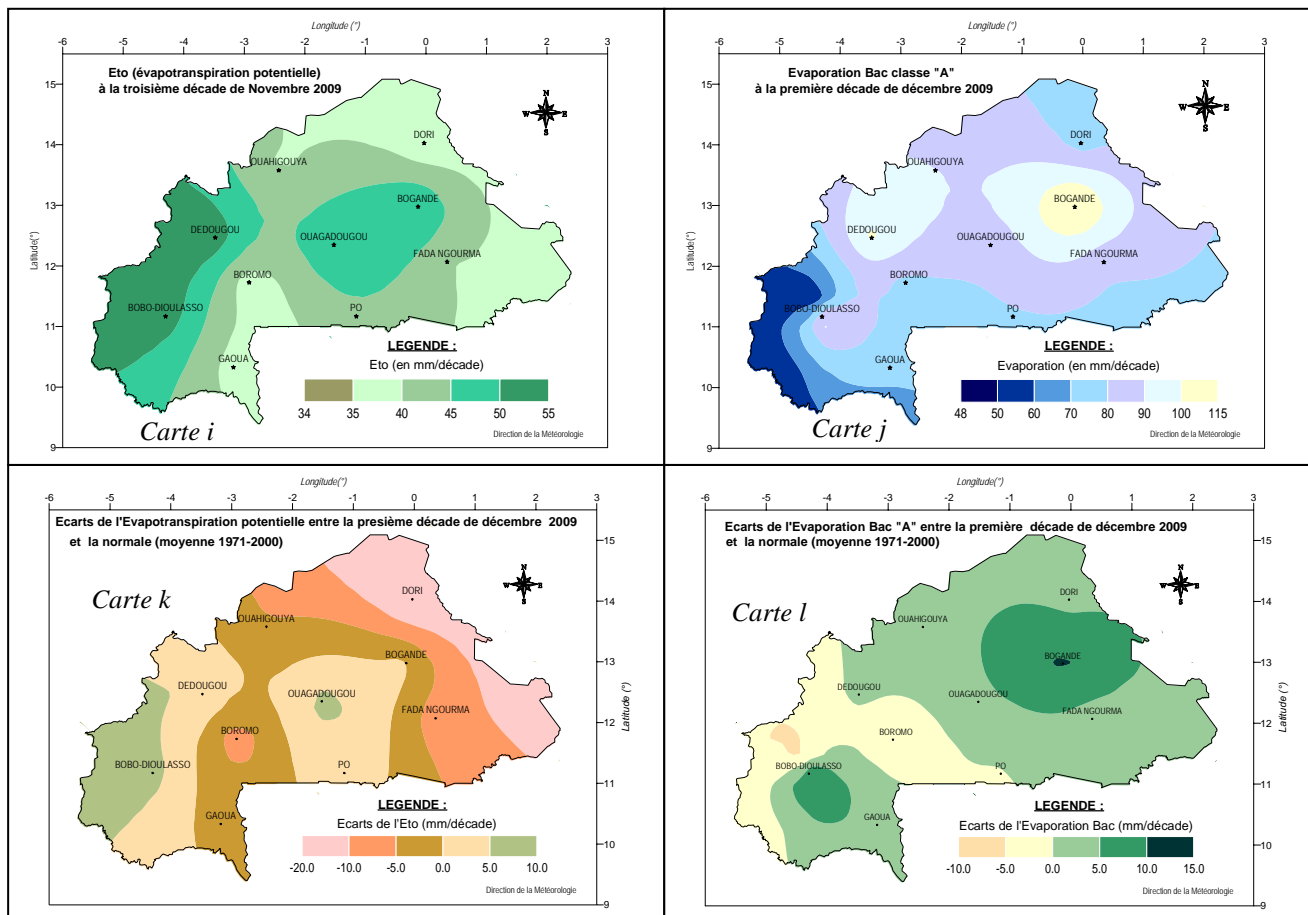 Longitude (°)
-6 -5 -4 -3 -2 -1 0 1 2 3
Eto (évapotranspiration potentielle)
à la troisième décade de Novembre 2009
N
W E
S
15
14
13
12
11
10
9
Latitude(°)
DORI
OUAHIGOUYA
BOGANDE
DEDOUGOU
OUAGADOUGOU
FADA NGOURMA
BOROMO
BOBO-DIOULASSO
PO
GAOUA
LEGENDE :
Eto (en mm/décade)
34 35 40 45 50 55
Carte i
Direction de la Météorologie
Longitude (°)
-6 -5 -4 -3 -2 -1 0 1 2 3
Evaporation Bac classe "A"
à la première décade de décembre 2009
N
W E
S
15
14
13
12
11
10
9
Latitude(°)
DORI
OUAHIGOUYA
BOGANDE
DEDOUGOU
OUAGADOUGOU
FADA NGOURMA
BOROMO
BOBO-DIOULASSO
PO
GAOUA
LEGENDE :
Evaporation (en mm/décade)
48 50 60 70 80 90 100 115
Carte j
Direction de la Météorologie
Longitude(°)
-6 -5 -4 -3 -2 -1 0 1 2 3
Ecarts de l'Evapotranspiration potentielle entre la presième décade de décembre 2009
et la normale (moyenne 1971-2000)
N
W E
S
Carte k
15
14
13
12
11
10
9
Latitude (°)
DORI
OUAHIGOUYA
BOGANDE
DEDOUGOU
OUAGADOUGOU
FADA NGOURMA
BOROMO
BOBO-DIOULASSO
PO
GAOUA
LEGENDE :
Ecarts de l'Eto (mm/décade)
-20.0 -10.0 -5.0 0.0 5.0 10.0
Direction de la Météorologie
Longitude(°)
-6 -5 -4 -3 -2 -1 0 1 2 3
Ecarts de l'Evaporation Bac "A" entre la première décade de décembre 2009
et la normale (moyenne 1971-2000)
N
W E
S
Carte l
15
14
13
12
11
10
9
Latitude (°)
DORI
OUAHIGOUYA
BOGANDE
DEDOUGOU
OUAGADOUGOU
FADA NGOURMA
BOROMO
BOBO-DIOULASSO
PO
GAOUA
LEGENDE :
Ecarts de l'Evaporation Bac (mm/décade)
-10.0 -5.0 0.0 5.0 10.0 15.0
Direction de la Météorologie